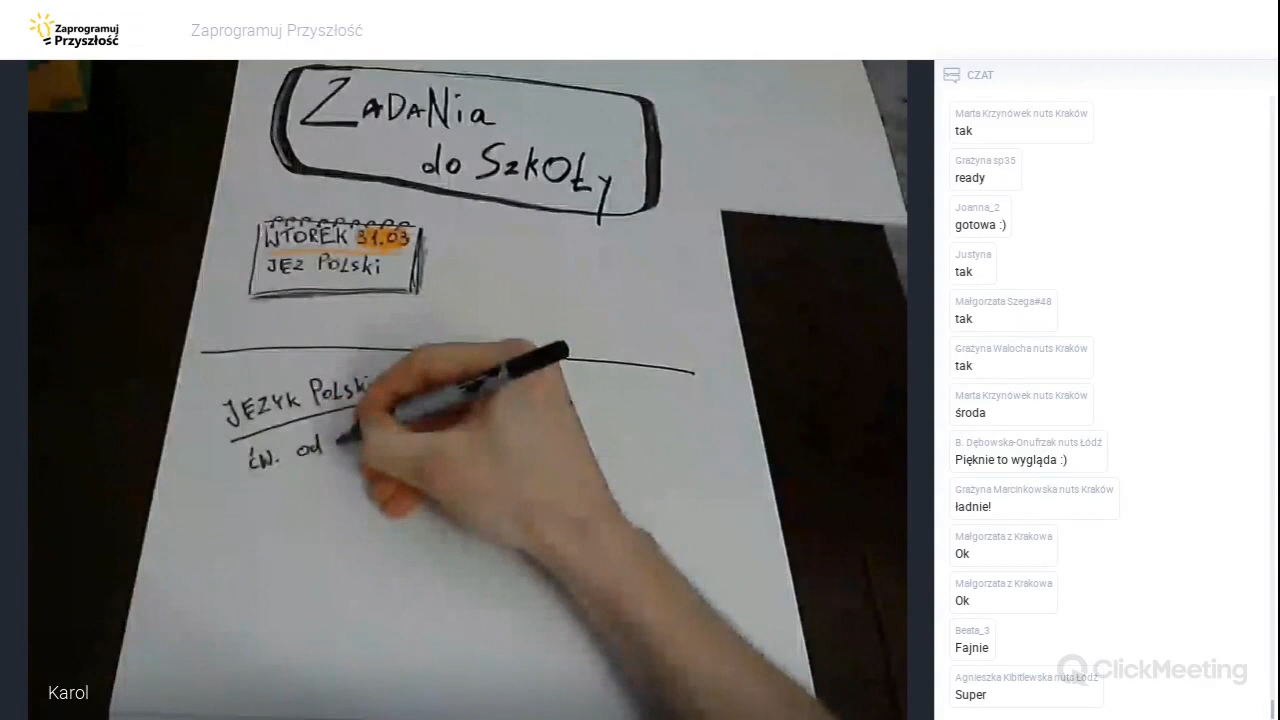 Zaprogramuj
Przyszłość
Zaprogramuj Przyszłość
ZADANia
do SZKOŁy
WTOREK 31.03
JĘZ POLSki
JĘZYK POLSki
ĆW. od
Karol
CZAT
Marta Krzynówek nuts Kraków
tak
Grażyna sp35
ready
Joanna_2
gotowa :)
Justyna
tak
Małgorzata Szega#48
tak
Grażyna Wałocha nuts Kraków
tak
Marta Krzynówek nuts Kraków
środa
B. Dębowska-Onufrzak nuts Łódź
Pięknie to wygląda :)
Grażyna Marcinkowska nuts Kraków
ładnie!
Małgorzata z Krakowa
Ok
Małgorzata z Krakowa
Ok
Beata_3
Fajnie
Agnieszka Kibitlewska nuts Łódź
Super
ClickMeeting